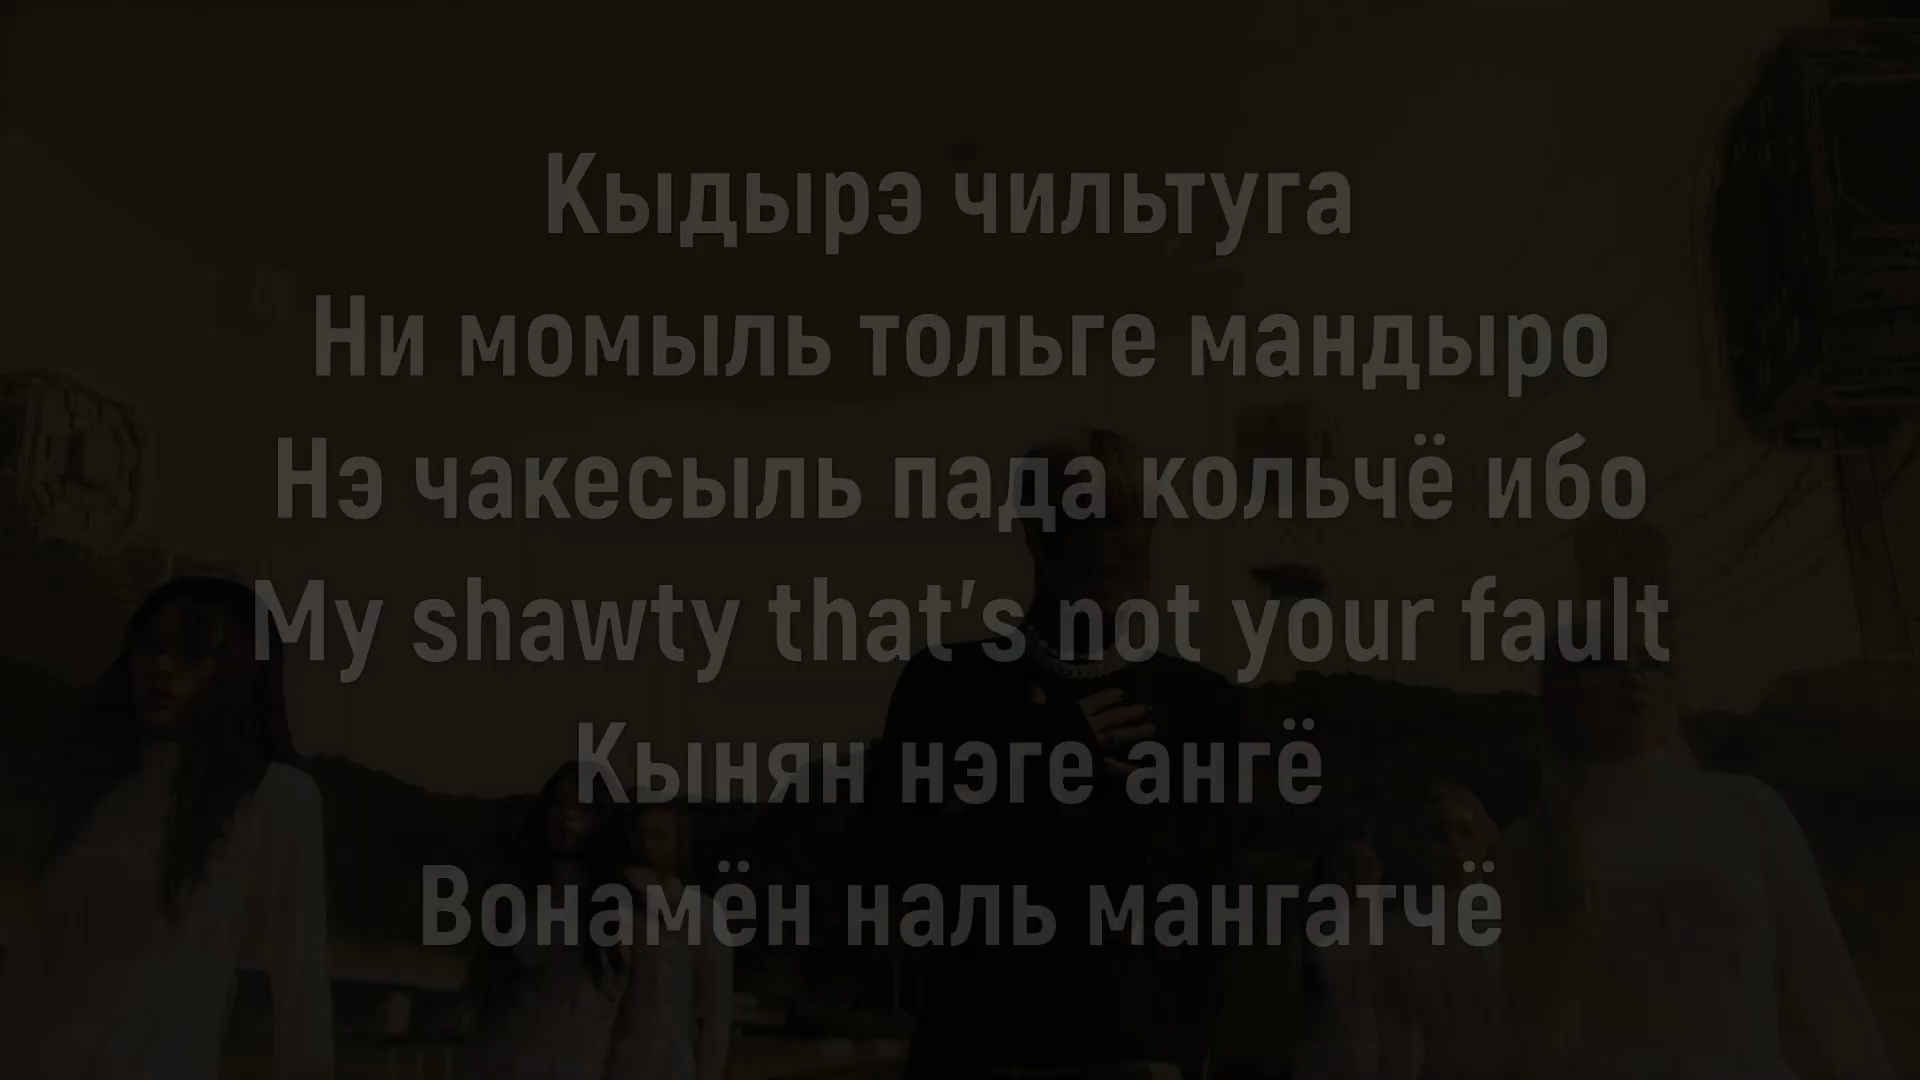 Кыдырэ чильтуга
Ни момыль тольге мандыро
Нэ чакесыль пада кольчё ибо
My shawty that's not your fault
Кынян нэге ангё
Вонамён наль мангатчё